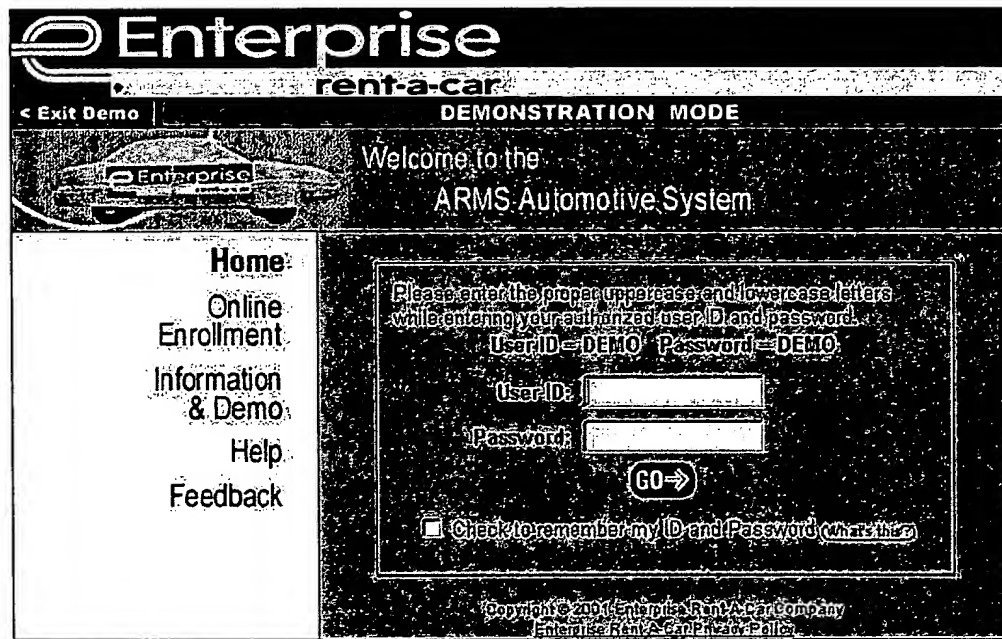 Enterprise
rent-a-car
< Exit Demo
DEMONSTRATION MODE
Enterprise
Welcome to the
ARMS Automotive System
Home
Online
Enrollment
Information
& Demo
Help
Feedback
Please enter the proper uppercase and lowercase letters
while entering your authorized user ID and password.
User ID = DEMO Password = DEMO
User ID:
Password:
GO
Check to remember my ID and Password (What's this?)
Copyright © 2001 Enterprise Rent-A-Car Company
Enterprise Rent-A-Car Privacy Policy